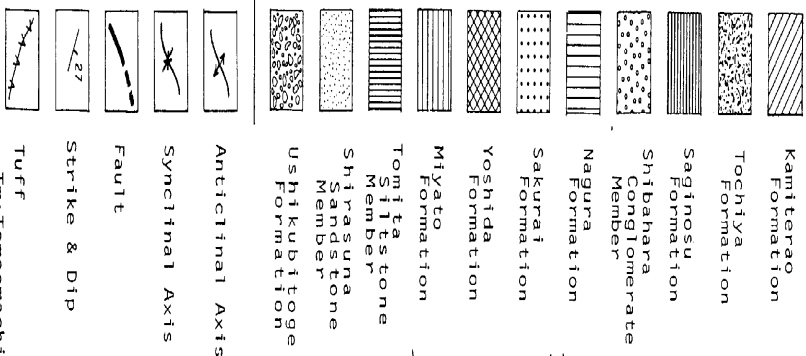 Kamiterao
Formation
Tochiya
Formation
Saginosu
Formation
Shibahara
Conglomerate
Member
Nagura
Formation
Sakurai
Formation
Yoshida
Formation
Miyato
Formation
Tomita
Siltstone
Member
Shirasuna
Sandstone
Member
Ushikubitoge
Formation
Anticlinal Axis
Synclinal Axis
Fault
27
Strike & Dip
Tuff